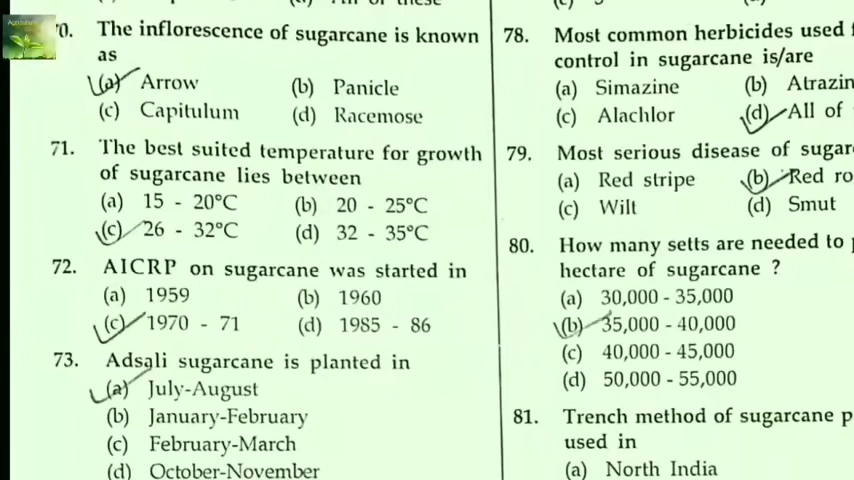 Agriculture
70. The inflorescence of sugarcane is known
as
(a) Arrow (b) Panicle
(c) Capitulum (d) Racemose
71. The best suited temperature for growth
of sugarcane lies between
(a) 15 - 20°C (b) 20 - 25°C
(c) 26 - 32°C (d) 32 - 35°C
72. AICRP on sugarcane was started in
(a) 1959 (b) 1960
(c) 1970 - 71 (d) 1985 - 86
73. Adsali sugarcane is planted in
(a) July-August
(b) January-February
(c) February-March
(d) October-November
78. Most common herbicides used
control in sugarcane is/are
(a) Simazine (b) Atrazin
(c) Alachlor (d) All of
79. Most serious disease of sugar
(a) Red stripe (b) Red ro
(c) Wilt (d) Smut
80. How many setts are needed to
hectare of sugarcane ?
(a) 30,000 - 35,000
(b) 35,000 - 40,000
(c) 40,000 - 45,000
(d) 50,000 - 55,000
81. Trench method of sugarcane p
used in
(a) North India